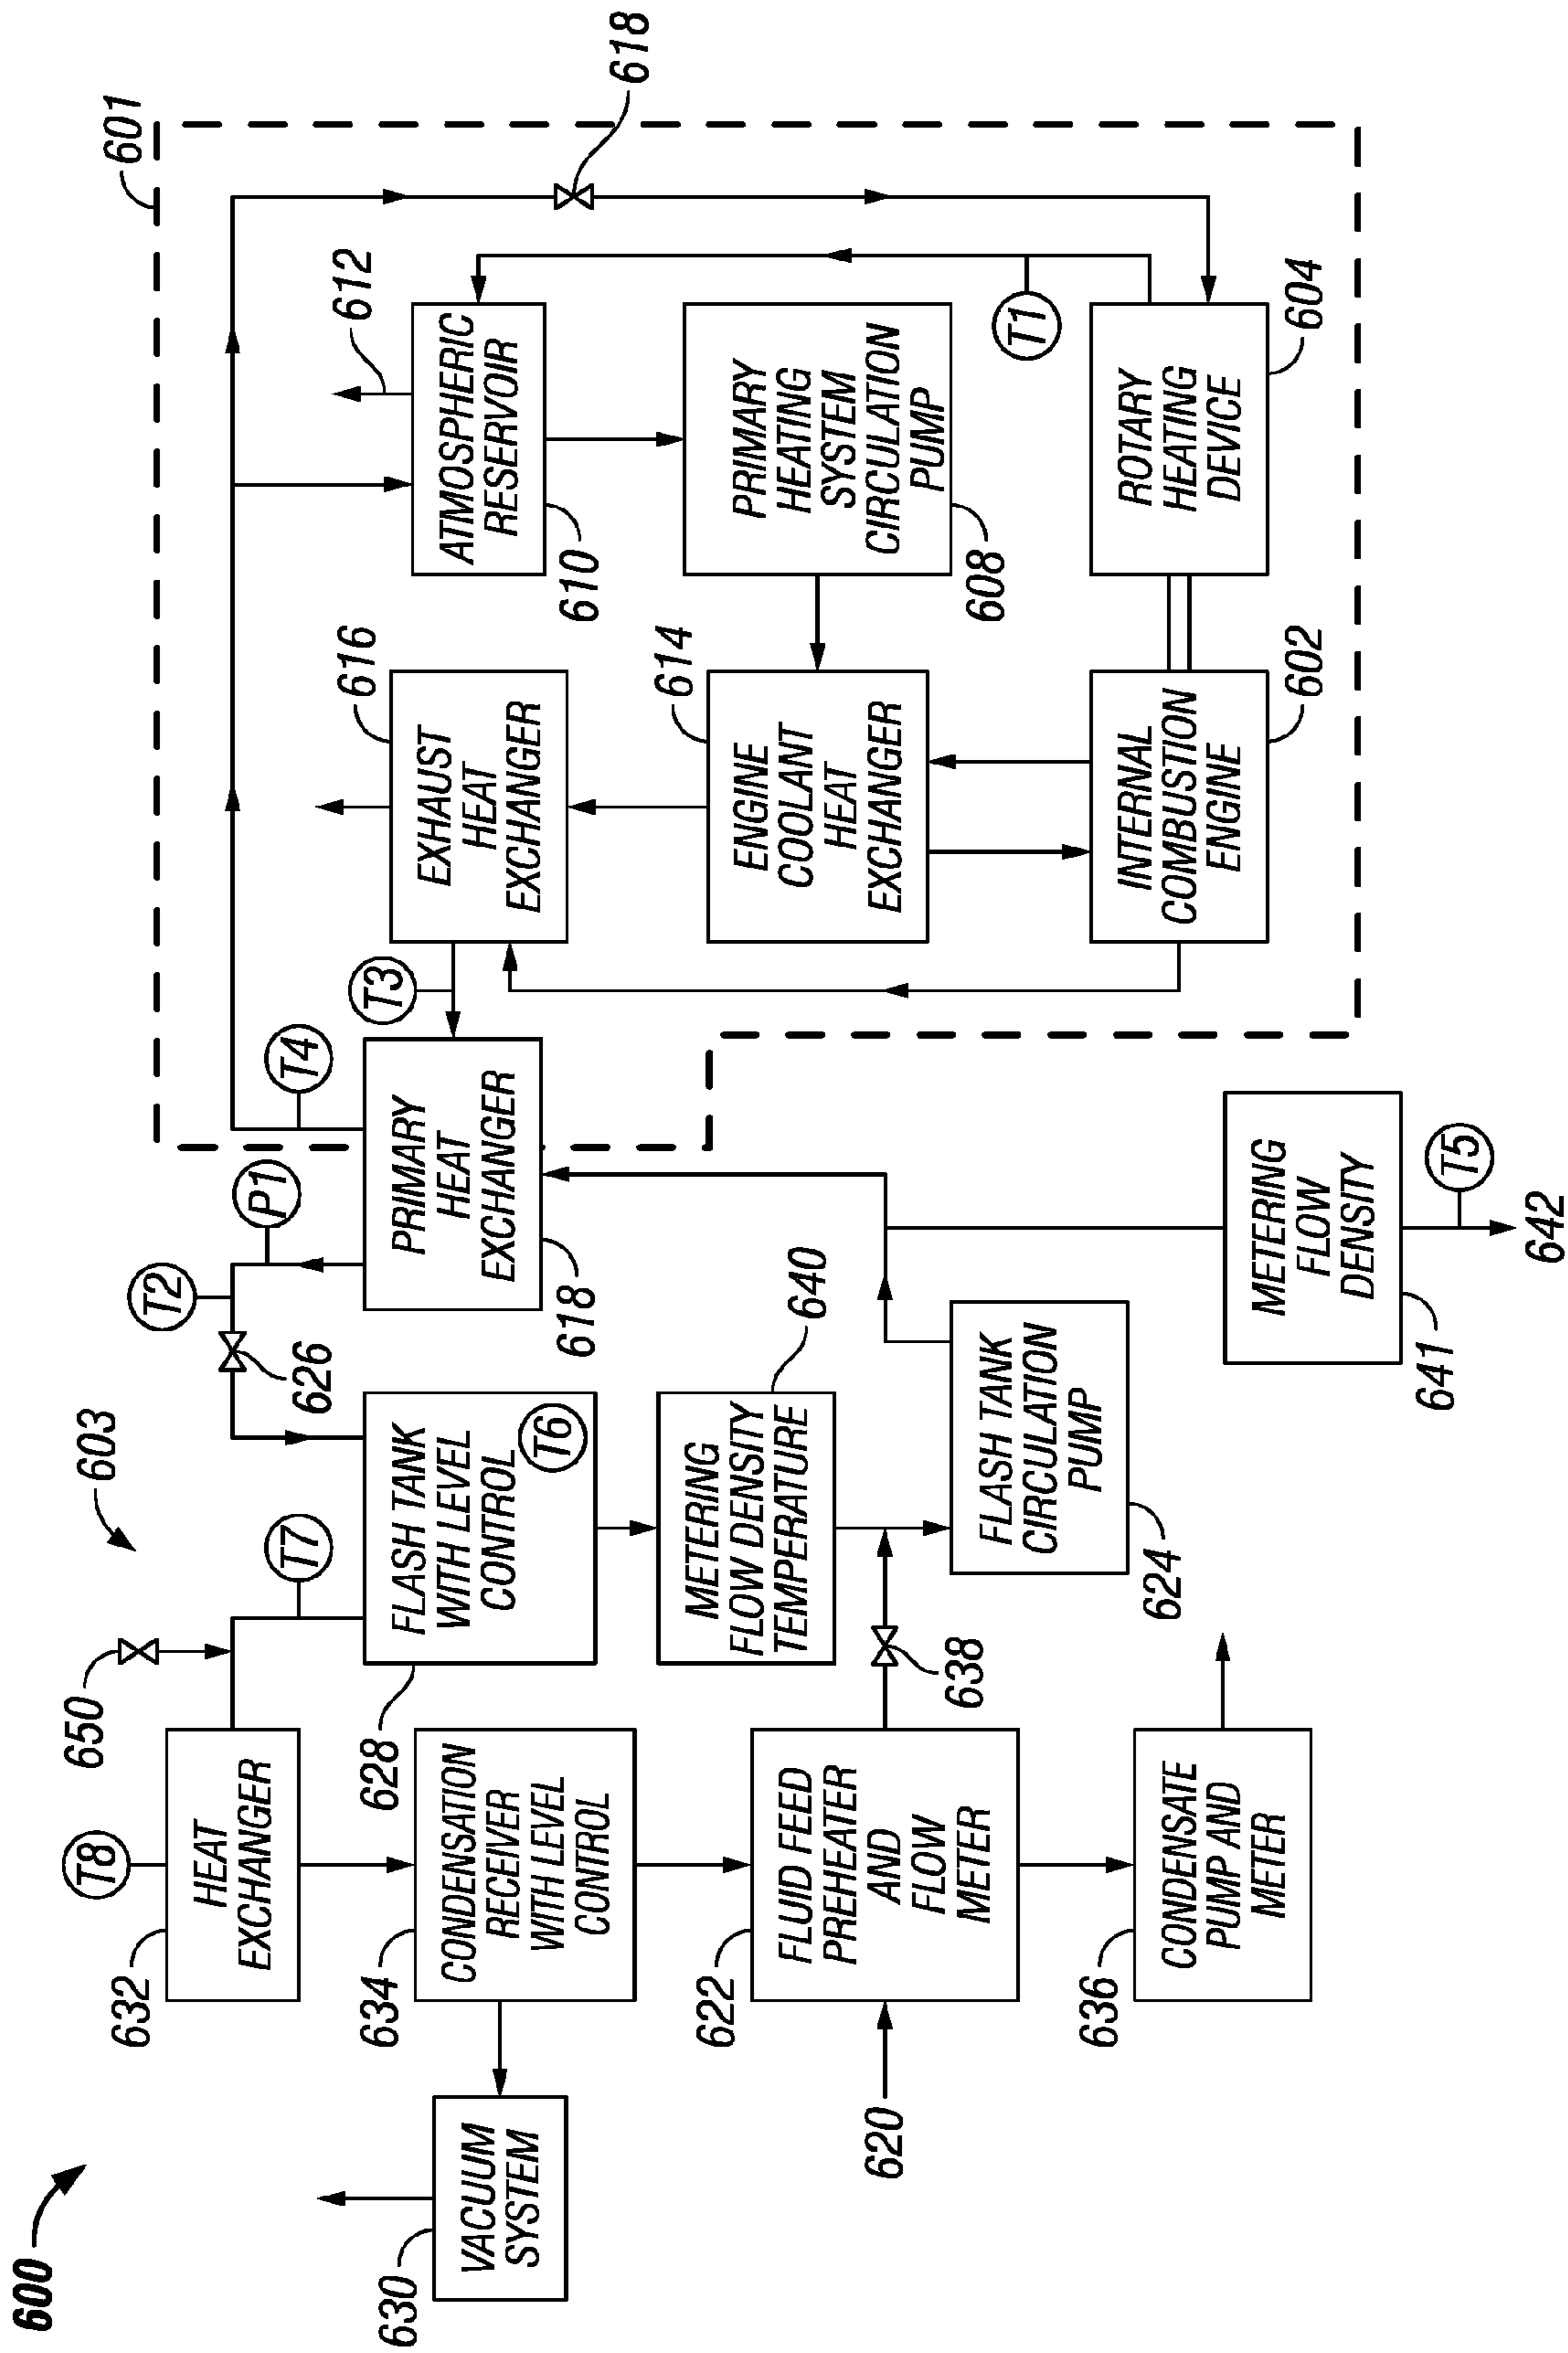 600
603
601
T8
650
T7
T2
P1
T4
T3
616
612
618
632
HEAT
EXCHANGER
634
CONDENSATION
RECEIVER
WITH LEVEL
CONTROL
628
FLASH TANK
WITH LEVEL
CONTROL
T6
626
PRIMARY
HEAT
EXCHANGER
618
EXHAUST
HEAT
EXCHANGER
ATMOSPHERIC
RESERVOIR
610
630
VACUUM
SYSTEM
622
FLUID FEED
PREHEATER
AND
FLOW
METER
620
METERING
FLOW DENSITY
TEMPERATURE
640
638
614
ENGINE
COOLANT
HEAT
EXCHANGER
PRIMARY
HEATING
SYSTEM
CIRCULATION
PUMP
608
T1
FLASH TANK
CIRCULATION
PUMP
624
636
CONDENSATE
PUMP AND
METER
METERING
FLOW
DENSITY
641
T5
642
INTERNAL
COMBUSTION
ENGINE
602
ROTARY
HEATING
DEVICE
604